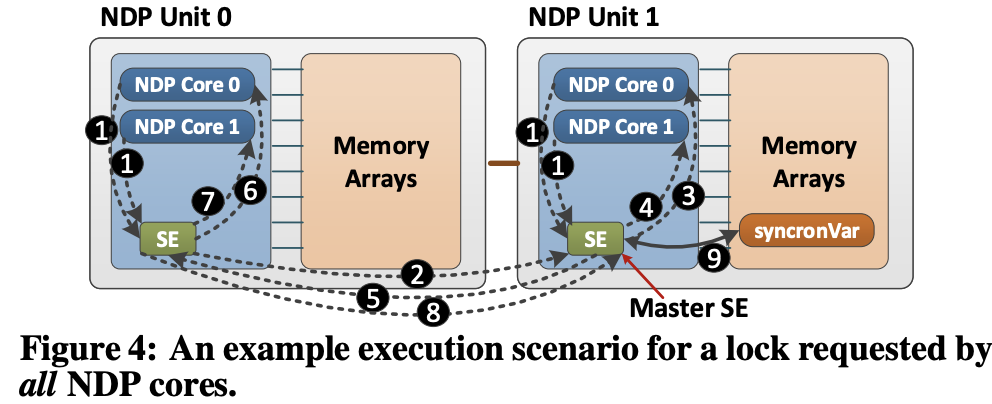 NDP Unit 0
NDP Unit 1
NDP Core 0
NDP Core 1
1
1
7
6
SE
Memory
Arrays
NDP Core 0
NDP Core 1
1
1
4
3
SE
9
Memory
Arrays
syncronVar
2
5
8
Master SE
Figure 4: An example execution scenario for a lock requested by
all NDP cores.